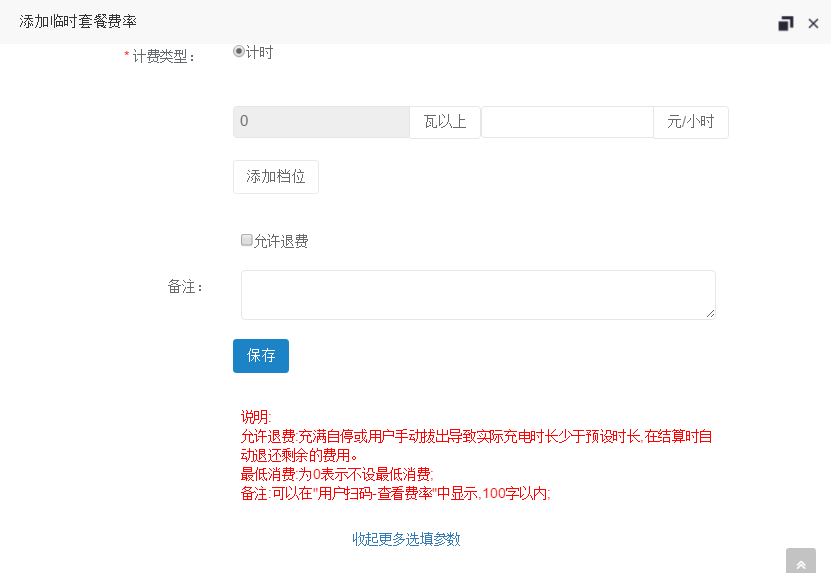 添加临时套餐费率
* 计费类型： 计时
0 瓦以上 元/小时
添加档位
允许退费
备注：
保存
说明:
允许退费:充满自停或用户手动拔出导致实际充电时长少于预设时长,在结算时自
动退还剩余的费用。
最低消费:为0表示不设最低消费;
备注:可以在"用户扫码-查看费率"中显示,100字以内;
收起更多选填参数